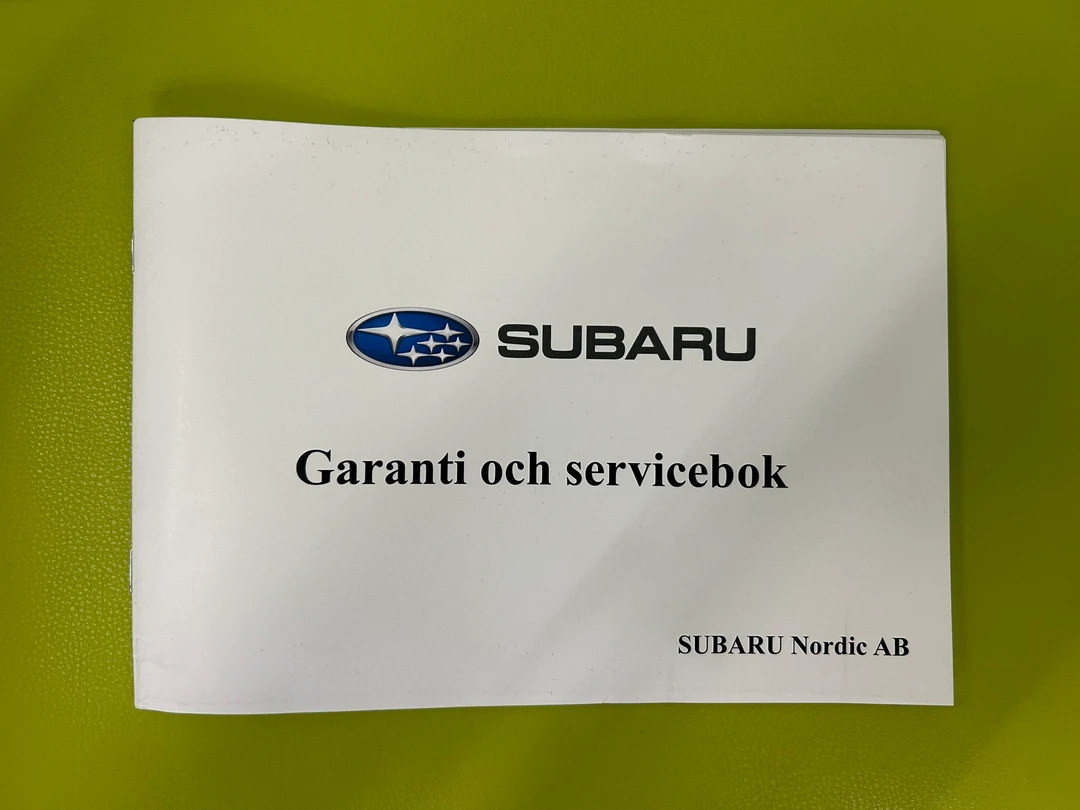 SUBARU
Garanti och servicebok
SUBARU Nordic AB